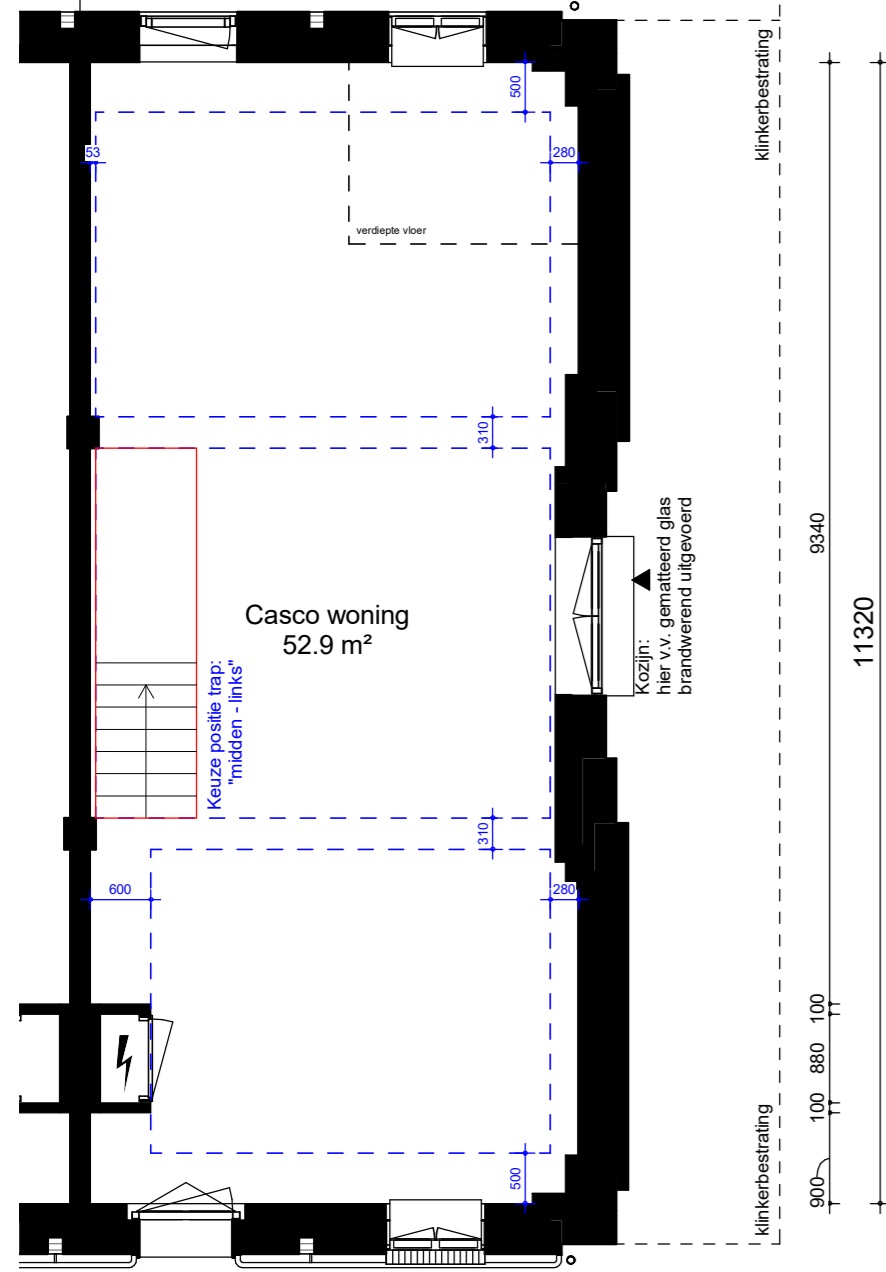 klinkerbestrating
500
53
280
verdiepte vloer
310
9340
11320
Kozijn:
hier v.v. gematteerd glas
brandwerend uitgevoerd
Casco woning
52.9 m²
Keuze positie trap:
"midden - links"
310
600
280
100
880
100
900
klinkerbestrating
500